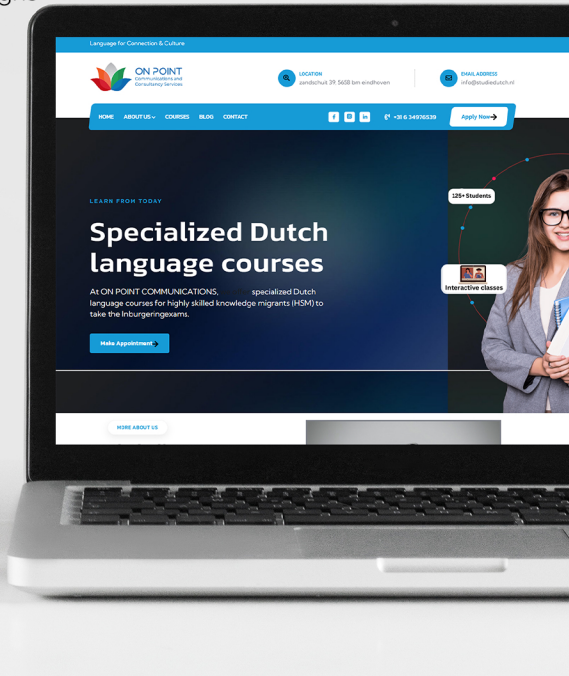 Language for Connection & Culture
ON POINT
Communications and
Consultancy Services
LOCATION
zandschuit 39, 5658 bm eindhoven
EMAIL ADDRESS
info@studiedutch.nl
HOME ABOUT US COURSES BLOG CONTACT
+31 6 34976539
Apply Now
LEARN FROM TODAY
125+ Students
Specialized Dutch
language courses
Interactive classes
At ON POINT COMMUNICATIONS, specialized Dutch
language courses for highly skilled knowledge migrants (HSM) to
take the Inburgeringexams.
Make Appointment
MORE ABOUT US